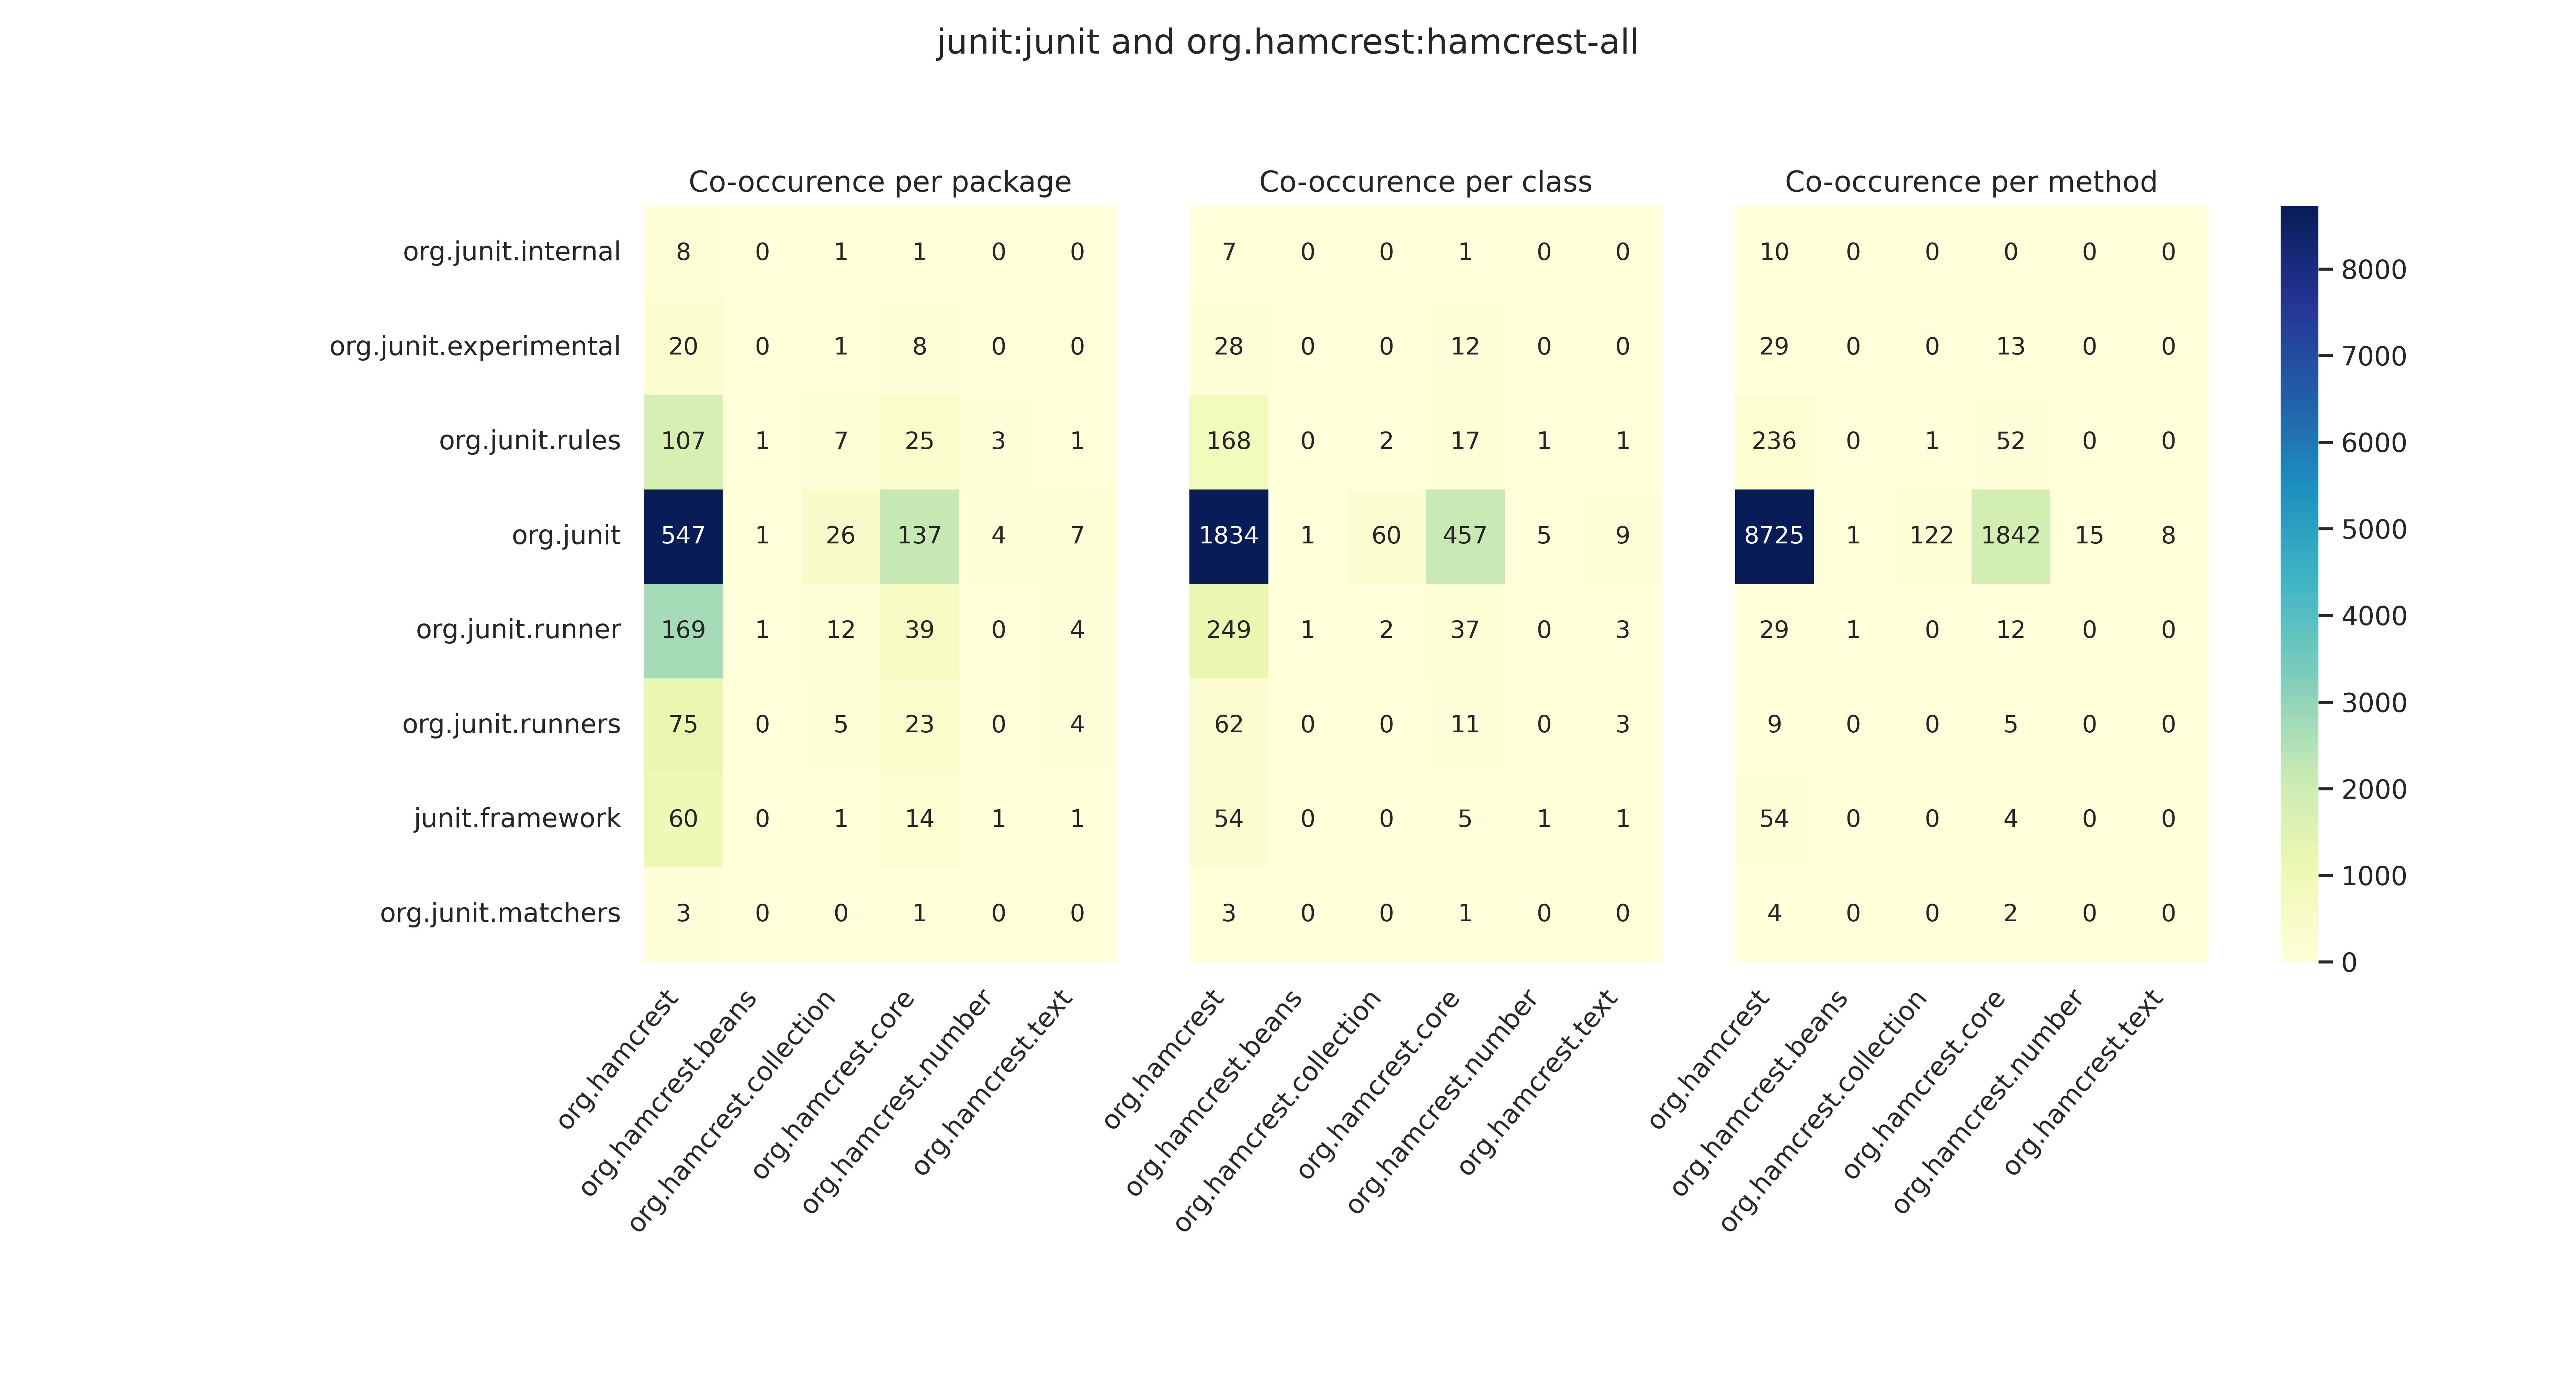 junit:junit and org.hamcrest:hamcrest-all
Co-occurence per package Co-occurence per class Co-occurence per method
org.junit.internal 8 0 1 1 0 0 7 0 0 1 0 0 10 0 0 0 0 0
org.junit.experimental 20 0 1 8 0 0 28 0 0 12 0 0 29 0 0 13 0 0
org.junit.rules 107 1 7 25 3 1 168 0 2 17 1 1 236 0 1 52 0 0
org.junit 547 1 26 137 4 7 1834 1 60 457 5 9 8725 1 122 1842 15 8
org.junit.runner 169 1 12 39 0 4 249 1 2 37 0 3 29 1 0 12 0 0
org.junit.runners 75 0 5 23 0 4 62 0 0 11 0 3 9 0 0 5 0 0
junit.framework 60 0 1 14 1 1 54 0 0 5 1 1 54 0 0 4 0 0
org.junit.matchers 3 0 0 1 0 0 3 0 0 1 0 0 4 0 0 2 0 0
org.hamcrest
org.hamcrest.beans
org.hamcrest.collection
org.hamcrest.core
org.hamcrest.number
org.hamcrest.text
org.hamcrest
org.hamcrest.beans
org.hamcrest.collection
org.hamcrest.core
org.hamcrest.number
org.hamcrest.text
org.hamcrest
org.hamcrest.beans
org.hamcrest.collection
org.hamcrest.core
org.hamcrest.number
org.hamcrest.text
8000
7000
6000
5000
4000
3000
2000
1000
0